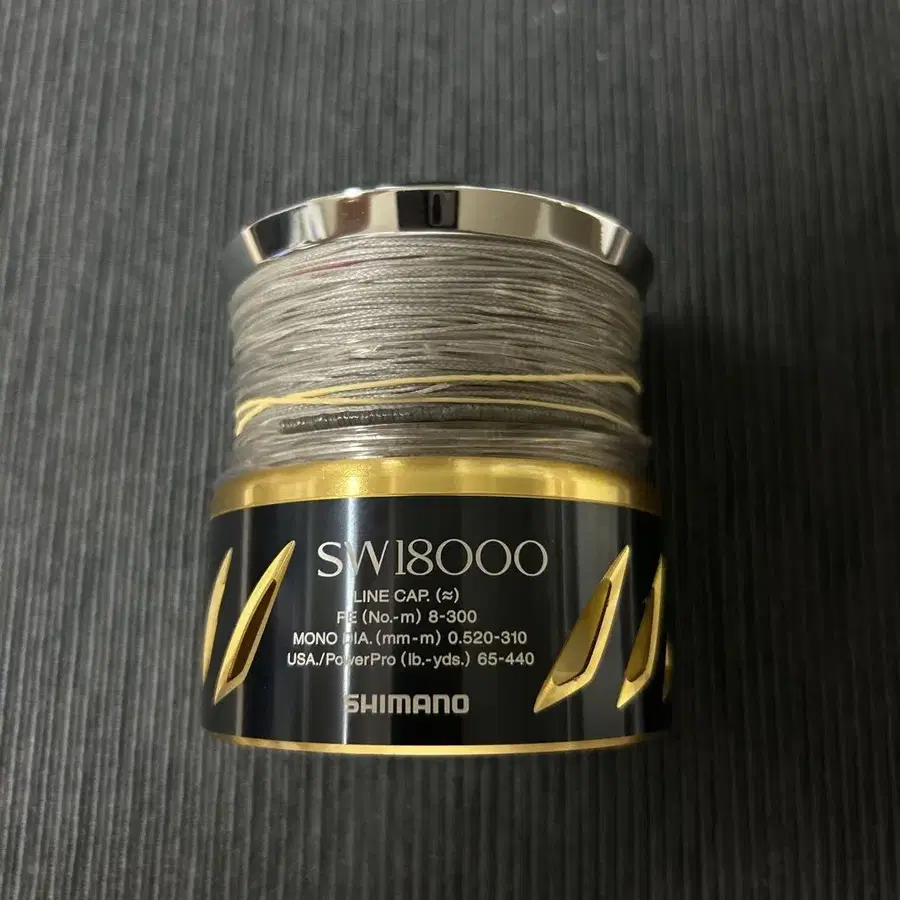 SW18000
LINE CAP. (≈)
PE (No.-m) 8-300
MONO DIA. (mm-m) 0.520-310
USA./PowerPro (lb.-yds.) 65-440
SHIMANO